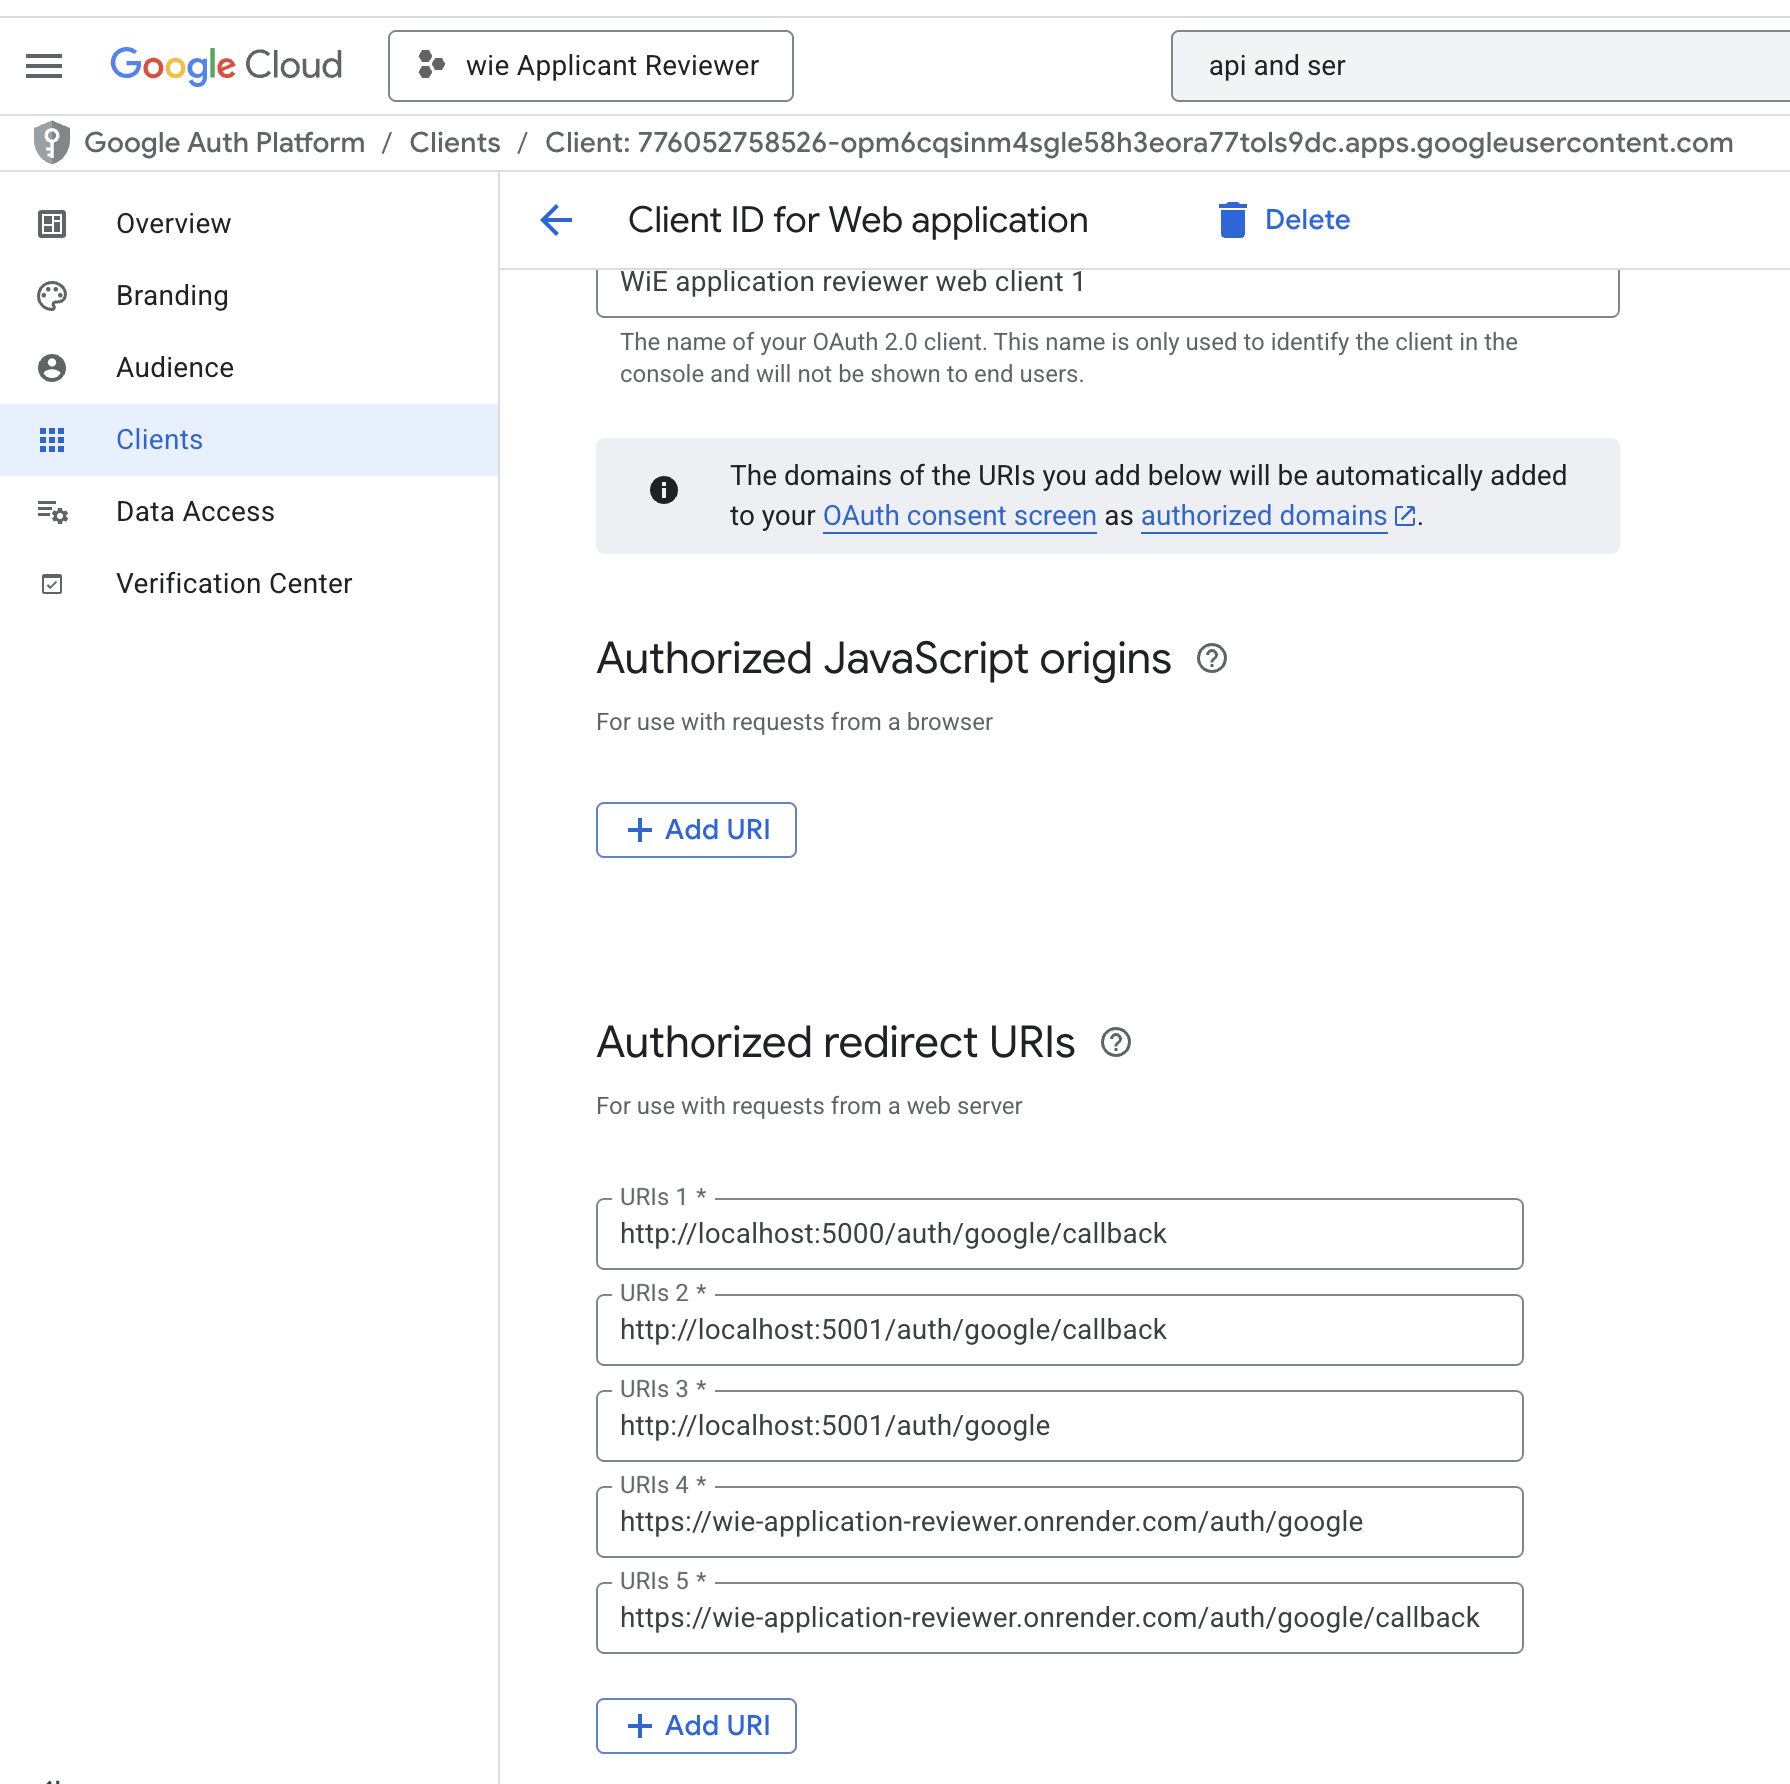 Google Cloud
wie Applicant Reviewer
api and ser
Google Auth Platform / Clients / Client: 776052758526-opm6cqsinm4sgle58h3eora77tols9dc.apps.googleusercontent.com
Overview
Branding
Audience
Clients
Data Access
Verification Center
Client ID for Web application
Delete
WiE application reviewer web client 1
The name of your OAuth 2.0 client. This name is only used to identify the client in the
console and will not be shown to end users.
The domains of the URIs you add below will be automatically added
to your OAuth consent screen as authorized domains.
Authorized JavaScript origins
For use with requests from a browser
+ Add URI
Authorized redirect URIs
For use with requests from a web server
URIs 1 *
http://localhost:5000/auth/google/callback
URIs 2 *
http://localhost:5001/auth/google/callback
URIs 3 *
http://localhost:5001/auth/google
URIs 4 *
https://wie-application-reviewer.onrender.com/auth/google
URIs 5 *
https://wie-application-reviewer.onrender.com/auth/google/callback
+ Add URI